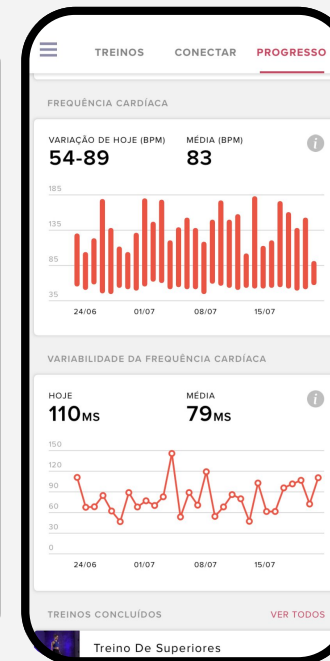 TREINOS CONECTAR PROGRESSO
FREQUÊNCIA CARDÍACA
VARIAÇÃO DE HOJE (BPM) MÉDIA (BPM)
54-89 83
i
185
135
85
35
24/06 01/07 08/07 15/07
VARIABILIDADE DA FREQUÊNCIA CARDÍACA
HOJE MÉDIA
110MS 79MS
i
150
120
90
60
30
0
24/06 01/07 08/07 15/07
TREINOS CONCLUÍDOS VER TODOS
Treino De Superiores